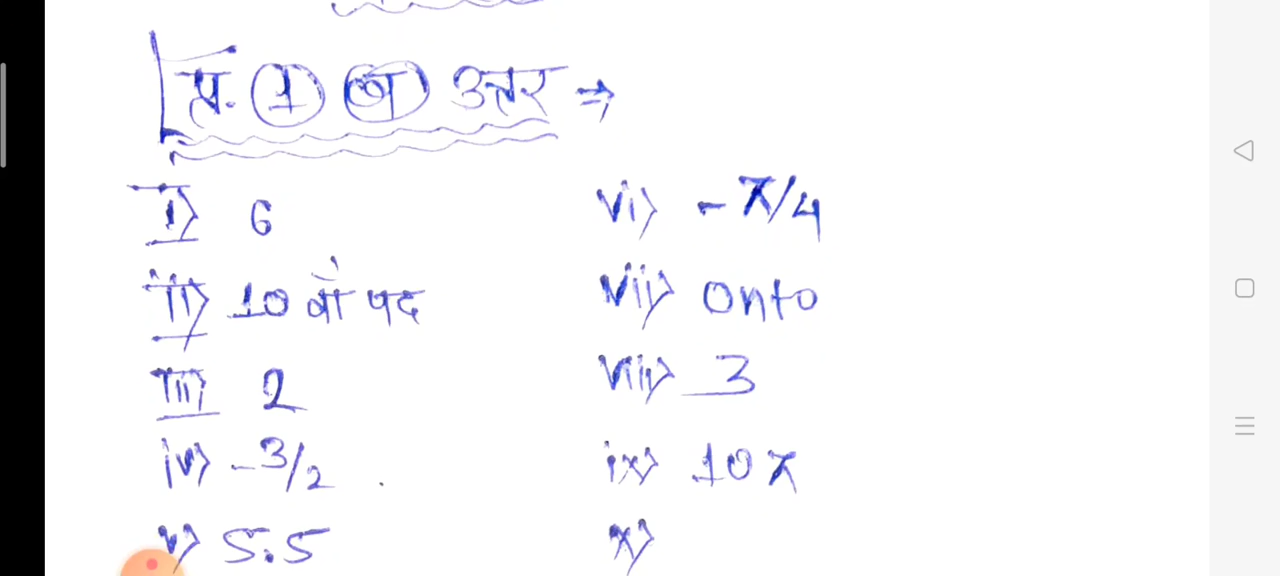 प्र. 1 ब उत्तर ⇒
i) 6
ii) 10 वां पद
iii) 2
iv) -3/2
v) 5.5
vi) -π/4
vii) onto
viii) 3
ix) 10π
x)